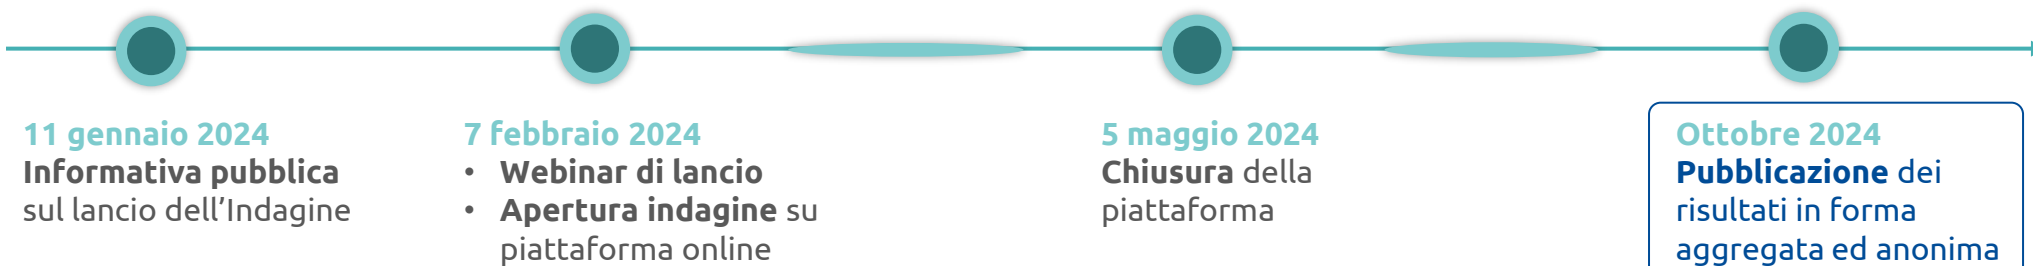 11 gennaio 2024
Informativa pubblica
sul lancio dell’Indagine
7 febbraio 2024
• Webinar di lancio
• Apertura indagine su
piattaforma online
5 maggio 2024
Chiusura della
piattaforma
Ottobre 2024
Pubblicazione dei
risultati in forma
aggregata ed anonima